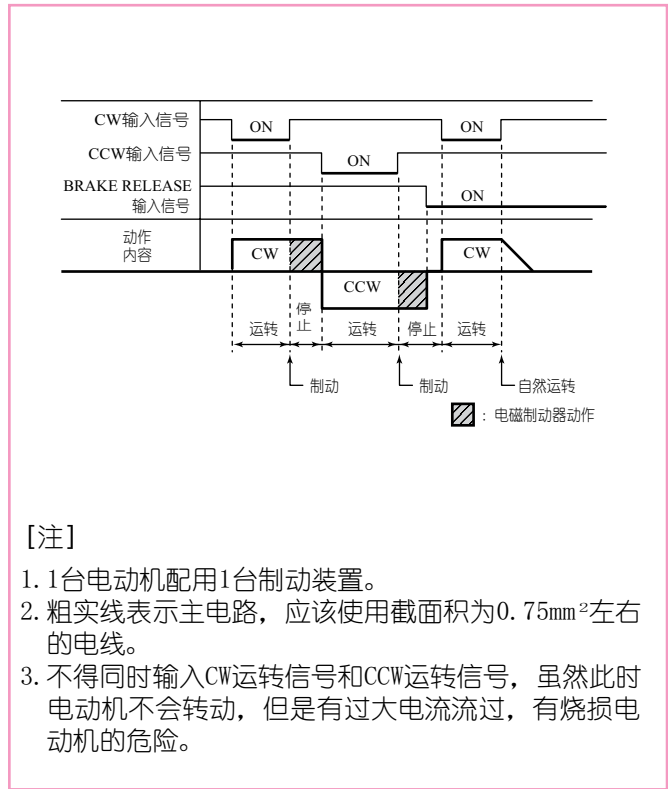 CW输入信号
ON
ON
CCW输入信号
ON
BRAKE RELEASE
输入信号
ON
动作
内容
CW
CW
CCW
停
止
运转
运转
停止
运转
制动
制动
自然运转
：电磁制动器动作
[注]
1.1台电动机配用1台制动装置。
2.粗实线表示主电路，应该使用截面积为0.75mm²左右
的电线。
3.不得同时输入CW运转信号和CCW运转信号，虽然此时
电动机不会转动，但是有过大电流流过，有烧损电
动机的危险。